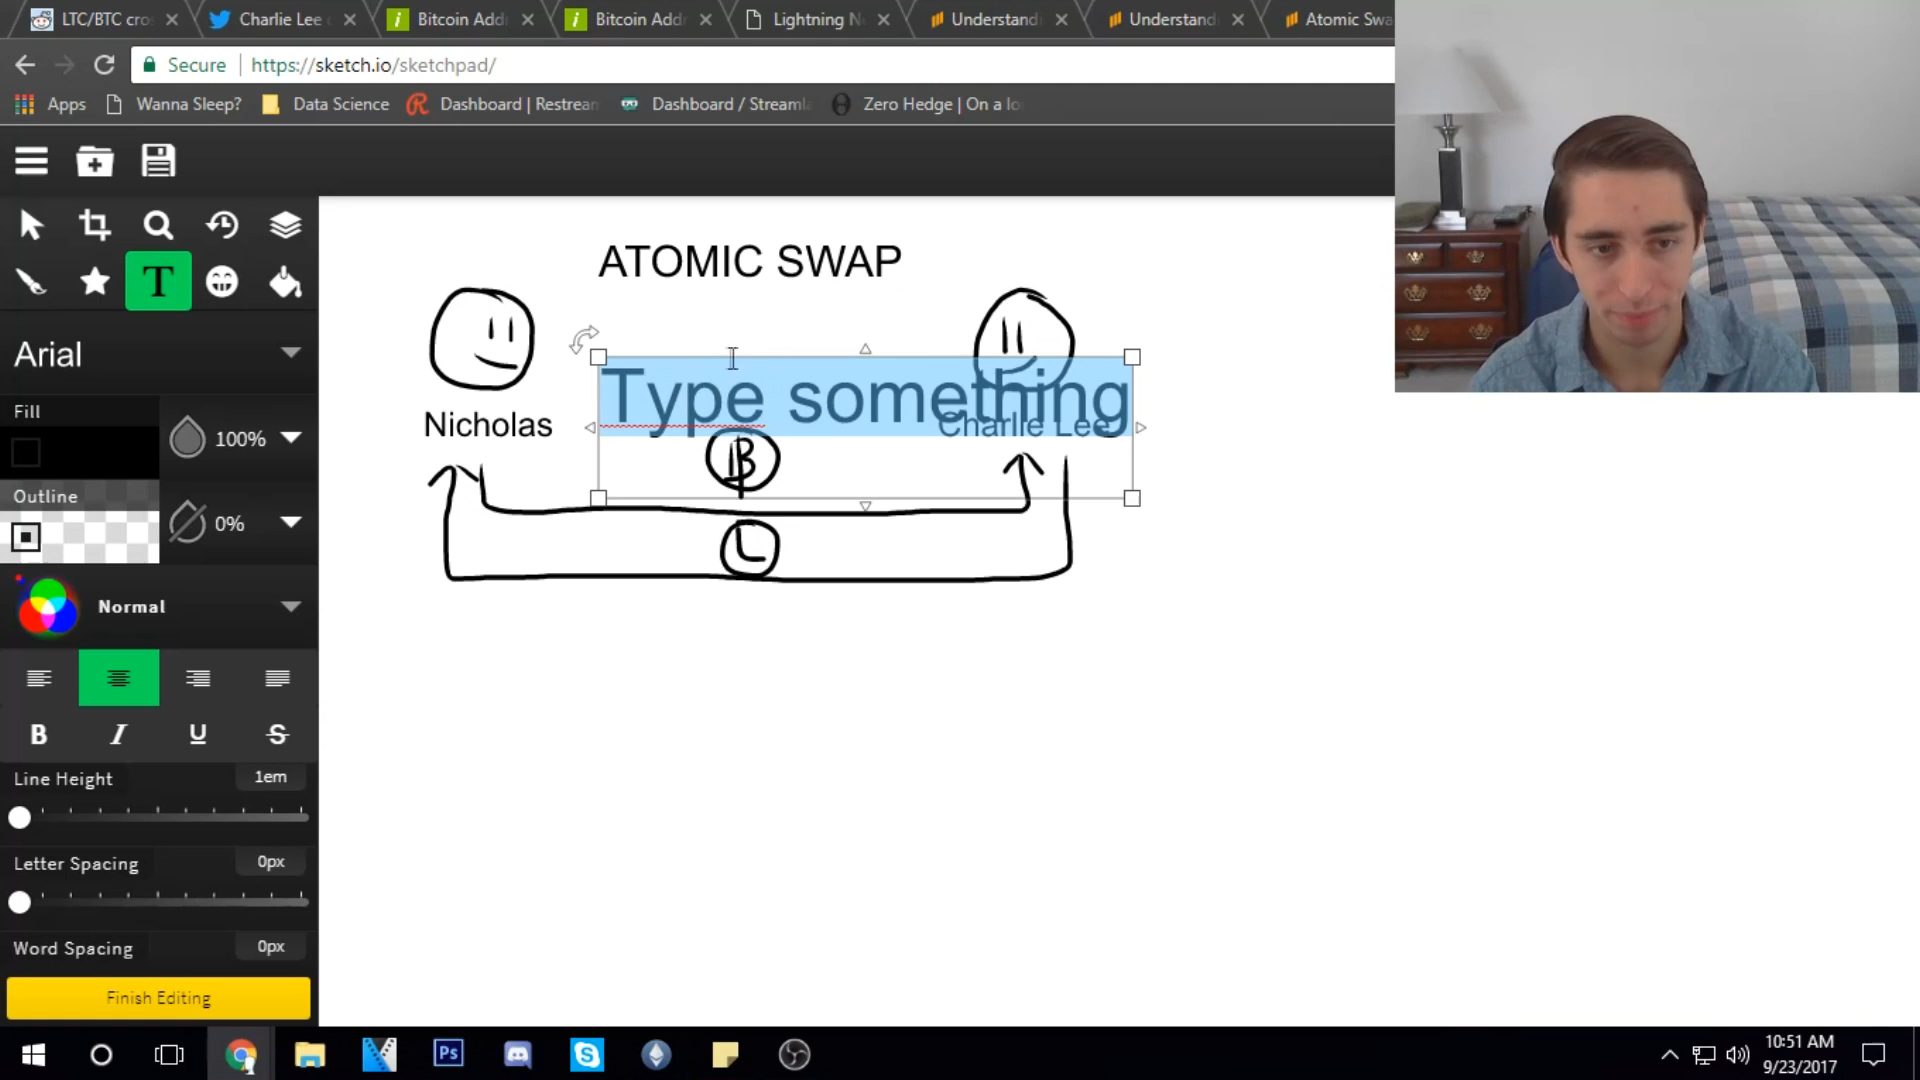 LTC/BTC cro
Charlie Lee
Bitcoin Add
Bitcoin Add
Lightning N
Understand
Understand
Atomic Swa
Secure
https://sketch.io/sketchpad/
Apps
Wanna Sleep?
Data Science
Dashboard | Restrean
Dashboard / Streamla
Zero Hedge | On a lo
T
Arial
Fill
100%
Outline
0%
Normal
B I U S
Line Height
1em
Letter Spacing
0px
Word Spacing
0px
Finish Editing
ATOMIC SWAP
Type something
Nicholas
Charlie Lee
B
L
Ps
10:51 AM
9/23/2017